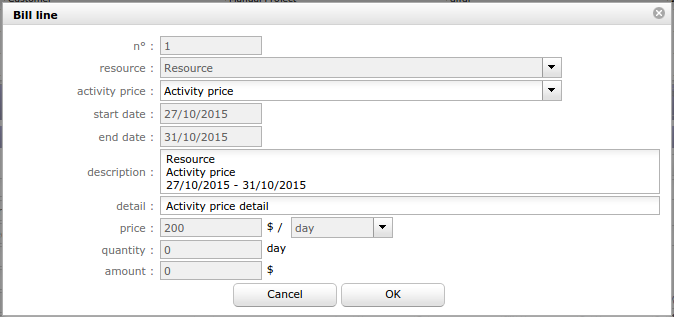 Bill line
n° : 1
resource : Resource
activity price : Activity price
start date : 27/10/2015
end date : 31/10/2015
description : Resource
Activity price
27/10/2015 - 31/10/2015
detail : Activity price detail
price : 200 $ / day
quantity : 0 day
amount : 0 $
Cancel OK